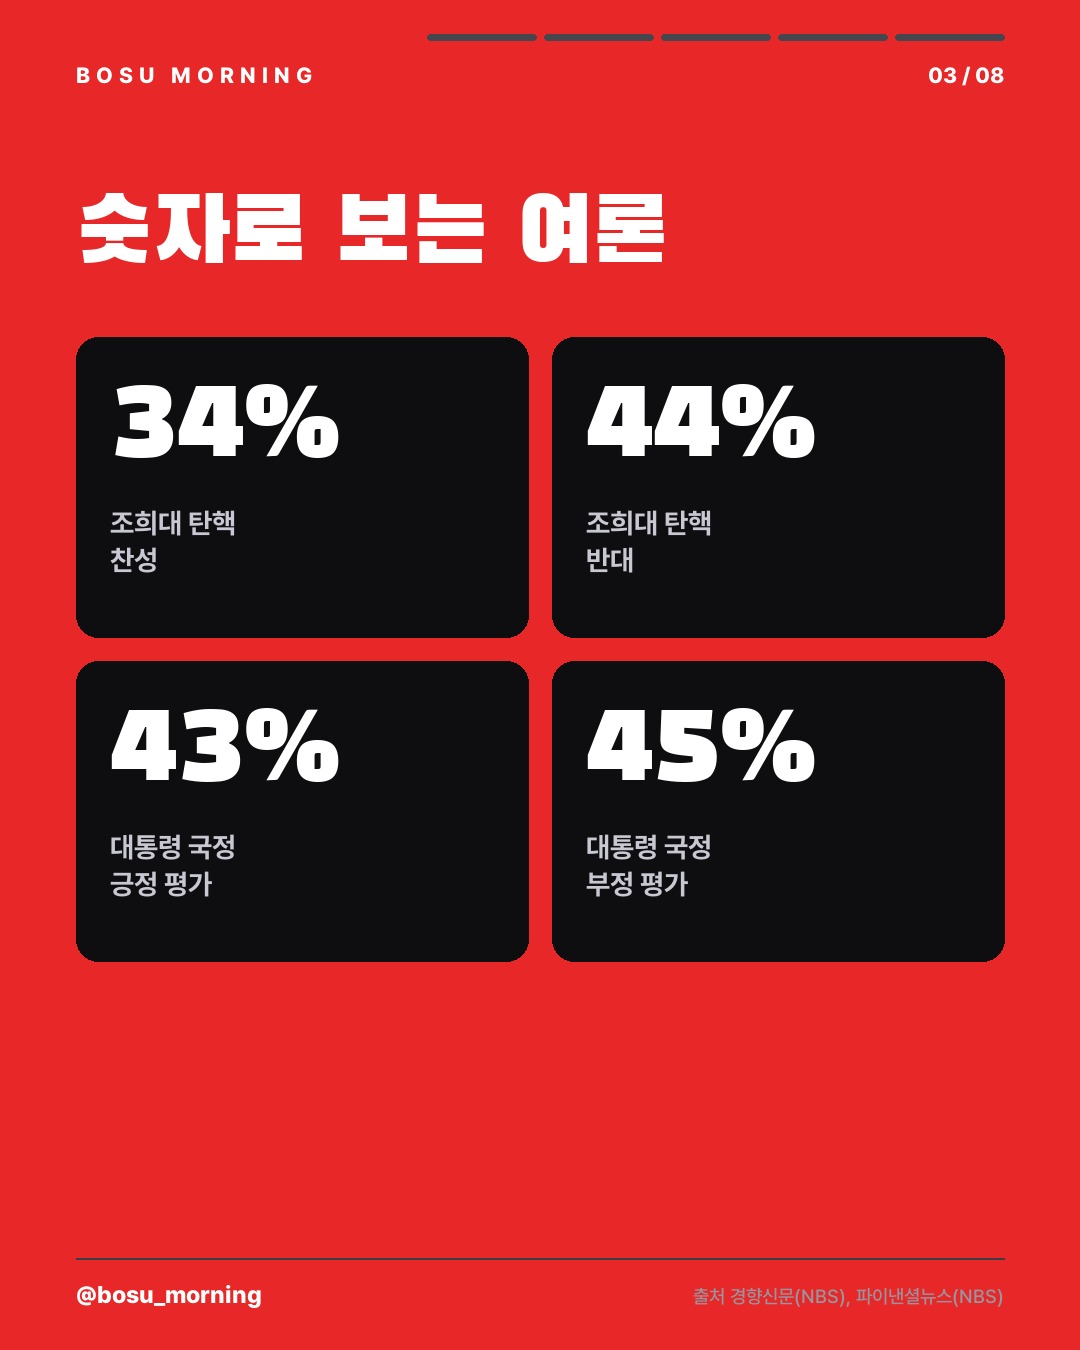 BOSU MORNING
03 / 08
숫자로 보는 여론
34%
조희대 탄핵
찬성
44%
조희대 탄핵
반대
43%
대통령 국정
긍정 평가
45%
대통령 국정
부정 평가
@bosu_morning
출처 경향신문(NBS), 파이낸셜뉴스(NBS)